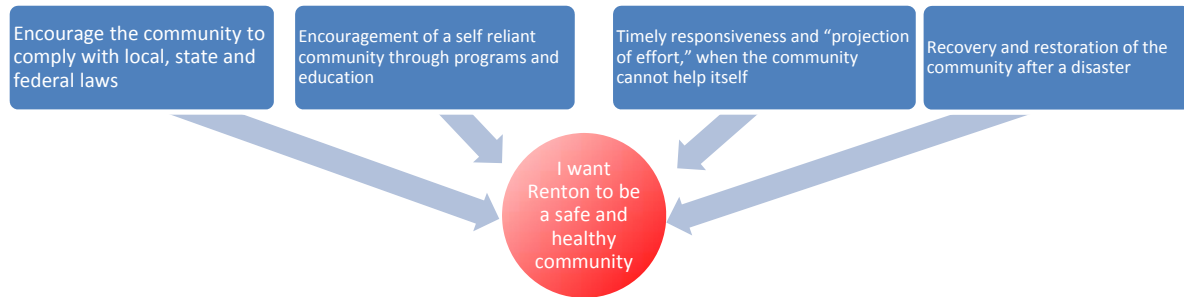 Encourage the community to
comply with local, state and
federal laws
Encouragement of a self reliant
community through programs and
education
Timely responsiveness and “projection
of effort,” when the community
cannot help itself
Recovery and restoration of the
community after a disaster
I want
Renton to be
a safe and
healthy
community